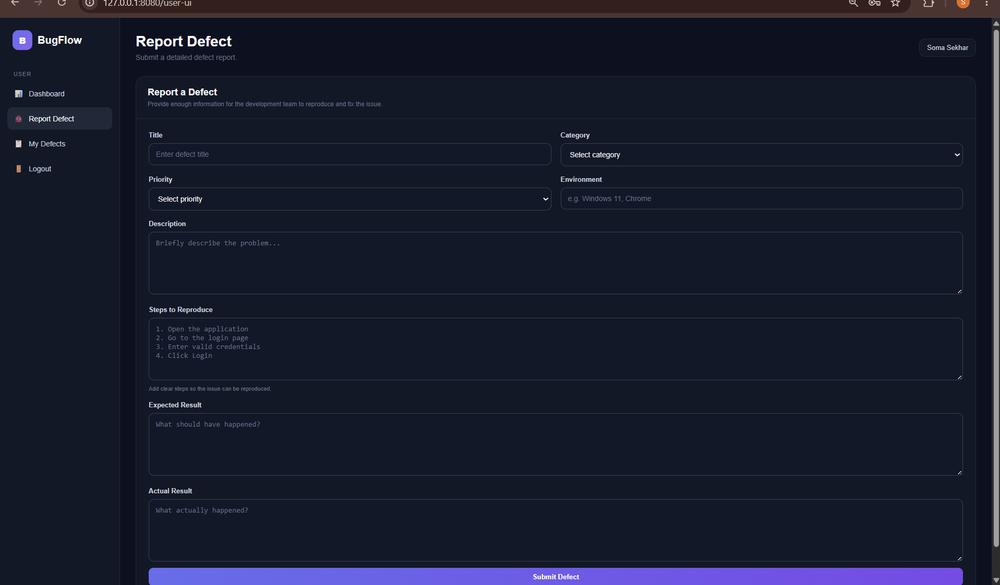 127.0.0.1:8080/user-ui
S
B
BugFlow
USER
Dashboard
Report Defect
My Defects
Logout
Report Defect
Submit a detailed defect report.
Soma Sekhar
Report a Defect
Provide enough information for the development team to reproduce and fix the issue.
Title
Enter defect title
Category
Select category
Priority
Select priority
Environment
e.g. Windows 11, Chrome
Description
Briefly describe the problem...
Steps to Reproduce
1. Open the application
2. Go to the login page
3. Enter valid credentials
4. Click Login
Add clear steps so the issue can be reproduced.
Expected Result
What should have happened?
Actual Result
What actually happened?
Submit Defect